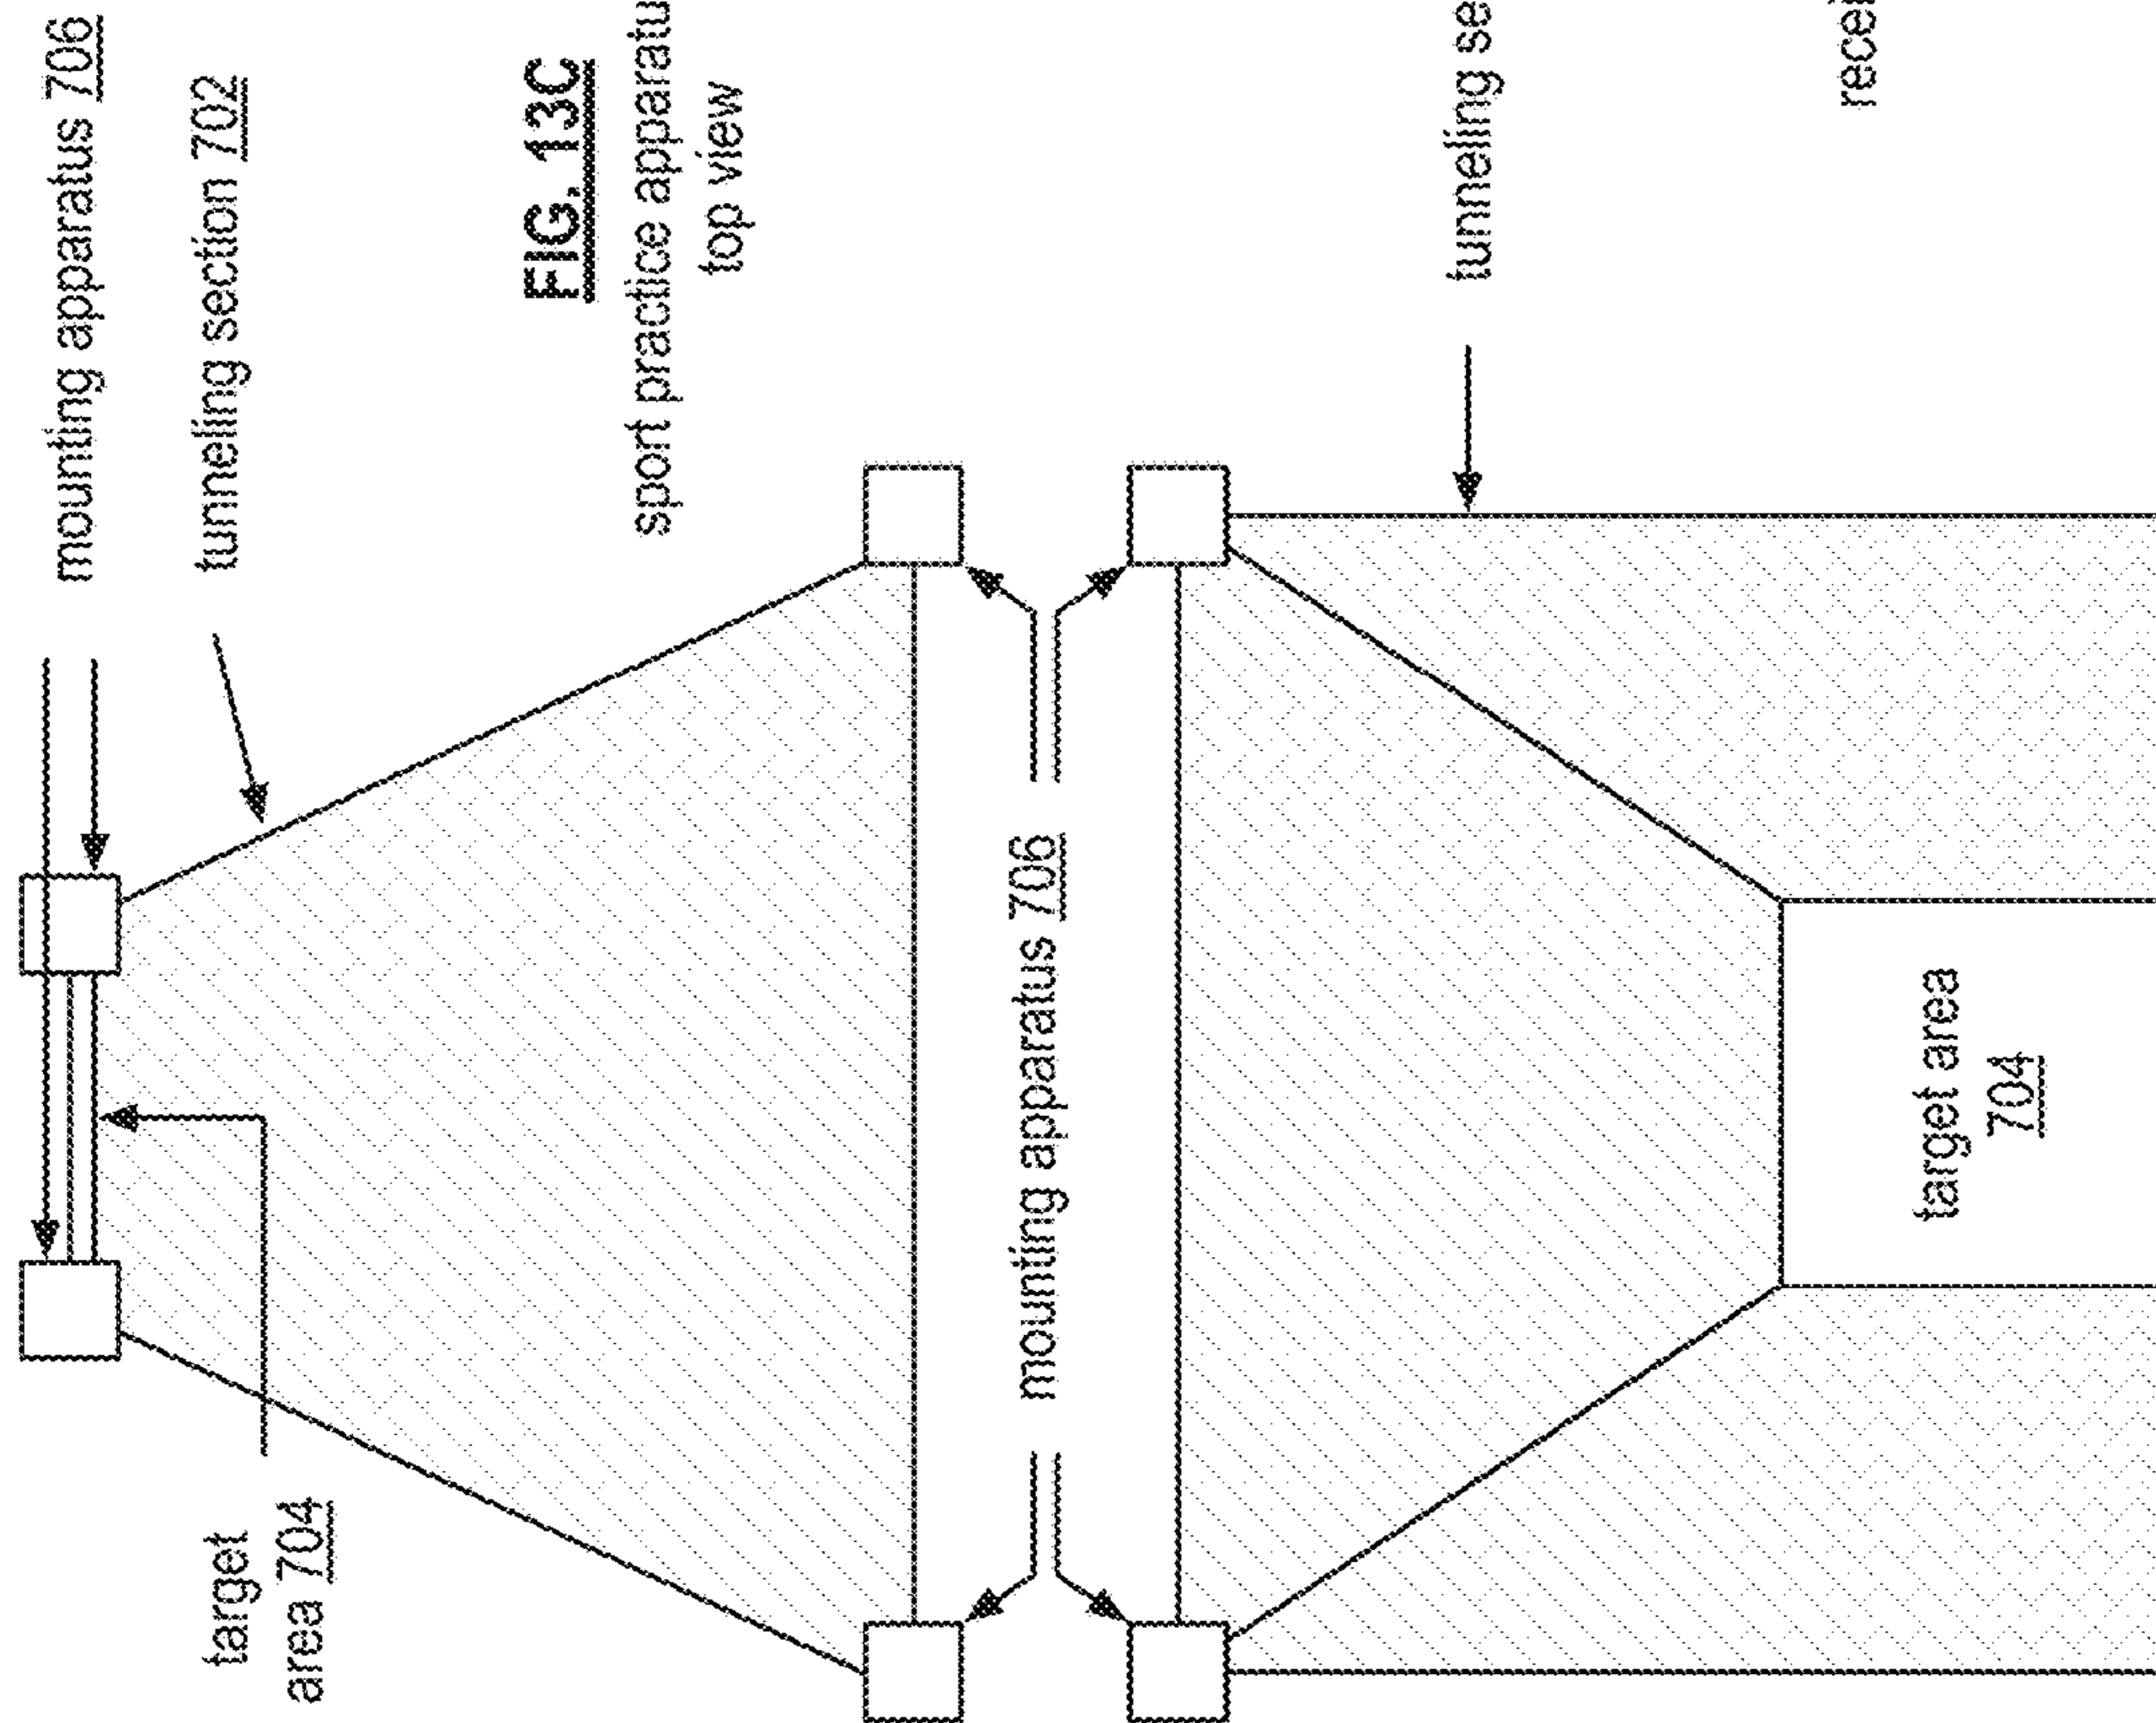 mounting apparatus 706
tunneling section 702
target
area 704
FIG. 13C
sport practice apparatu
top view
mounting apparatus 706
tunneling se
target area
704
recei